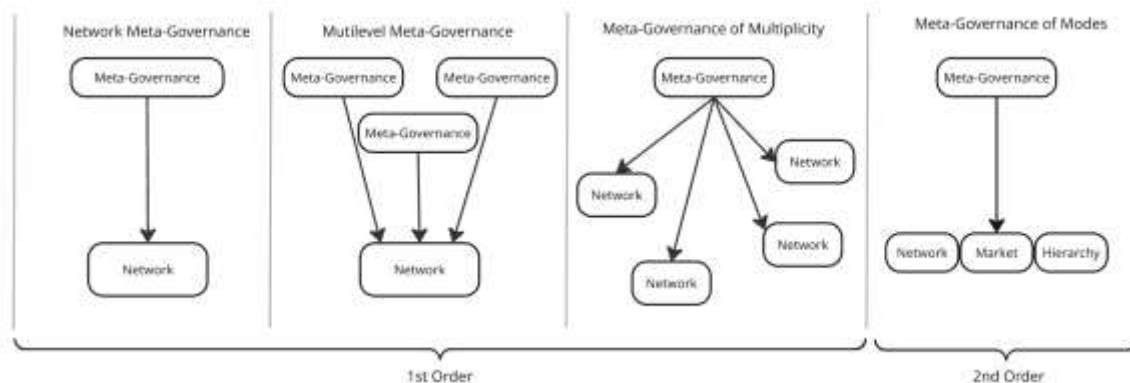 Network Meta-Governance
Meta-Governance
Network
Mutilevel Meta-Governance
Meta-Governance
Meta-Governance
Meta-Governance
Network
Meta-Governance of Multiplicity
Meta-Governance
Network
Network
Network
Network
Meta-Governance of Modes
Meta-Governance
Network
Market
Hierarchy
1st Order
2nd Order